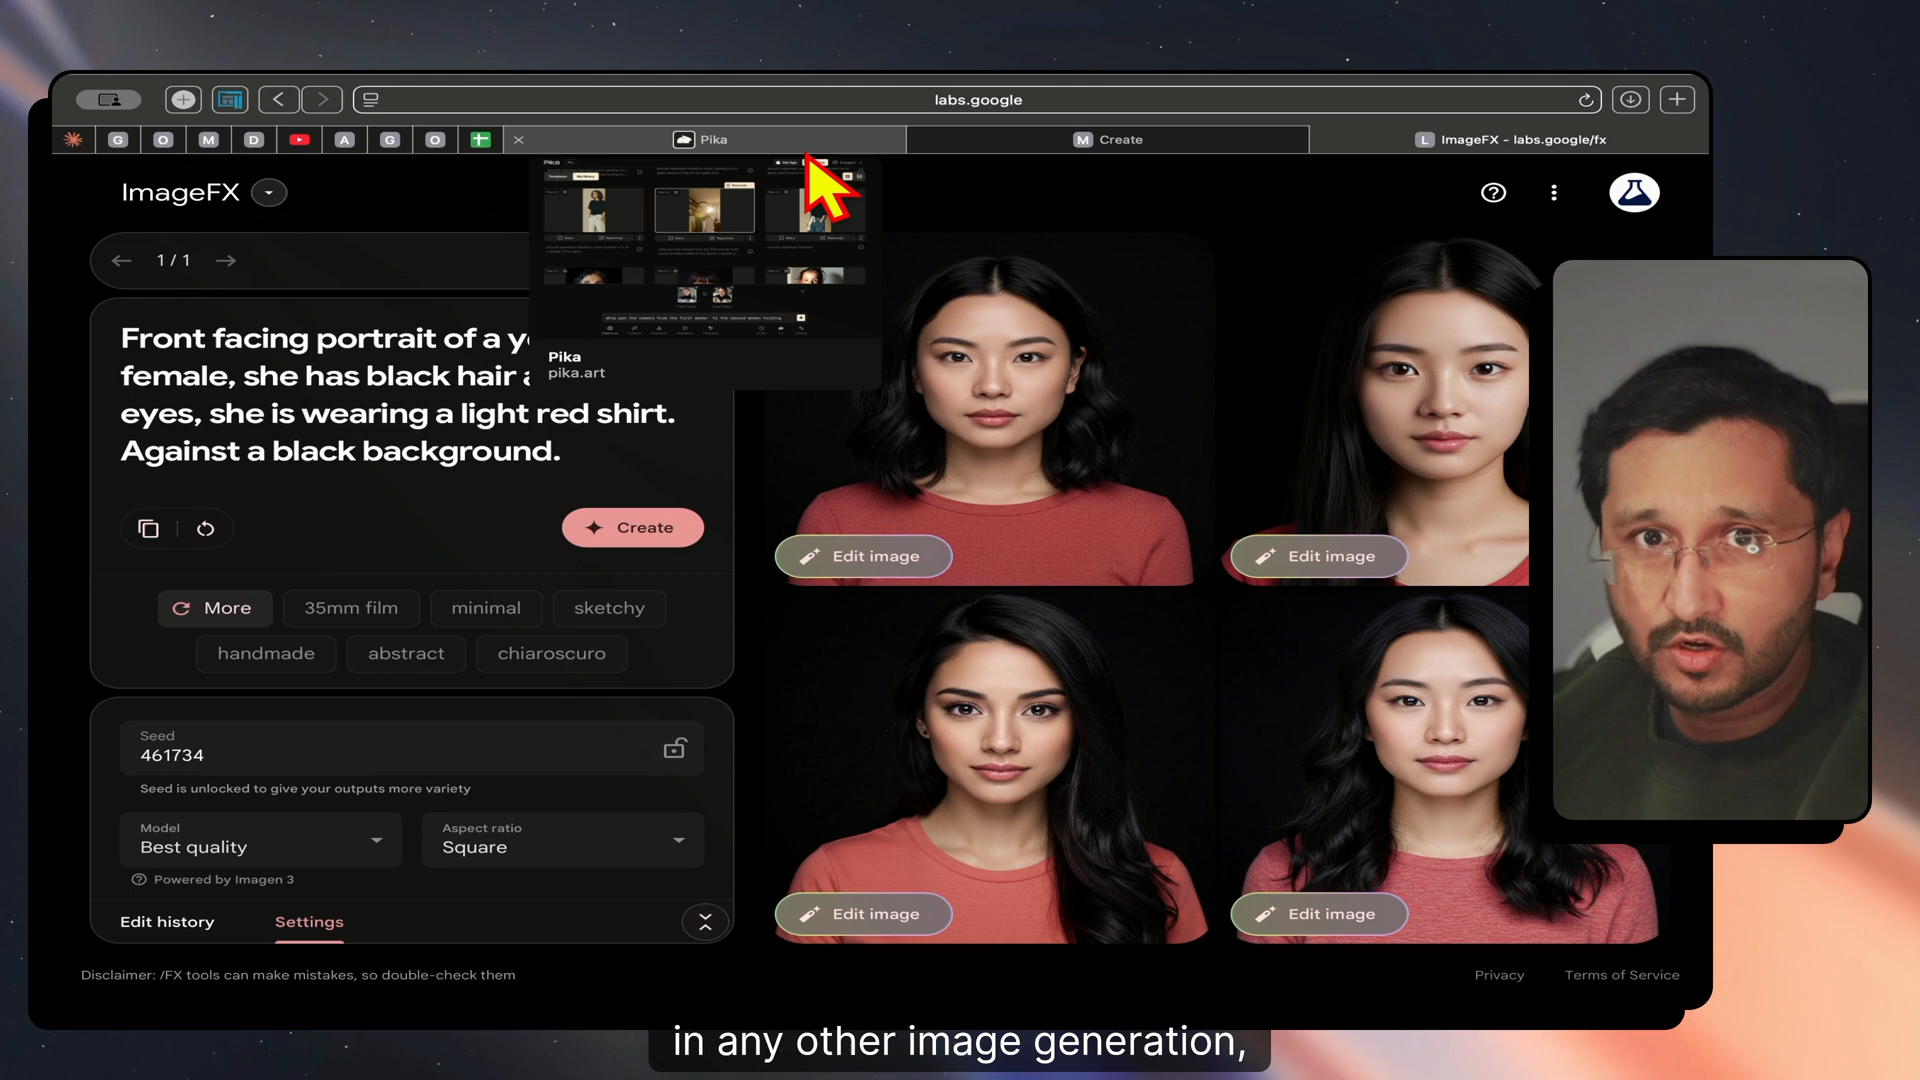 labs.google
G
O
M
D
A
G
O
Pika
M
Create
L
ImageFX - labs.google/fx
ImageFX
1 / 1
Pika
pika.art
Front facing portrait of a y
female, she has black hair
eyes, she is wearing a light red shirt.
Against a black background.
Create
More
35mm film
minimal
sketchy
handmade
abstract
chiaroscuro
Seed
461734
Seed is unlocked to give your outputs more variety
Model
Best quality
Aspect ratio
Square
Powered by Imagen 3
Edit history
Settings
Edit image
Edit image
Edit image
Edit image
Disclaimer: /FX tools can make mistakes, so double-check them
Privacy
Terms of Service
in any other image generation,